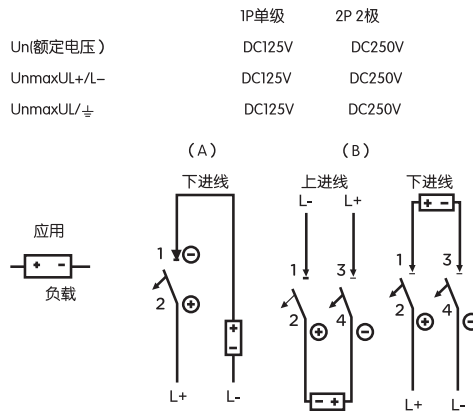 1P单级 2P 2极
Un(额定电压) DC125V DC250V
UnmaxUL+/L– DC125V DC250V
UnmaxUL/⏚ DC125V DC250V
(A) (B)
下进线 上进线 下进线
L- L+
应用
+ -
负载
1 -
2 +
+ -
L+ L-
1 3
2 + 4 -
- +
+ -
1 3
2 + 4 -
L+ L-